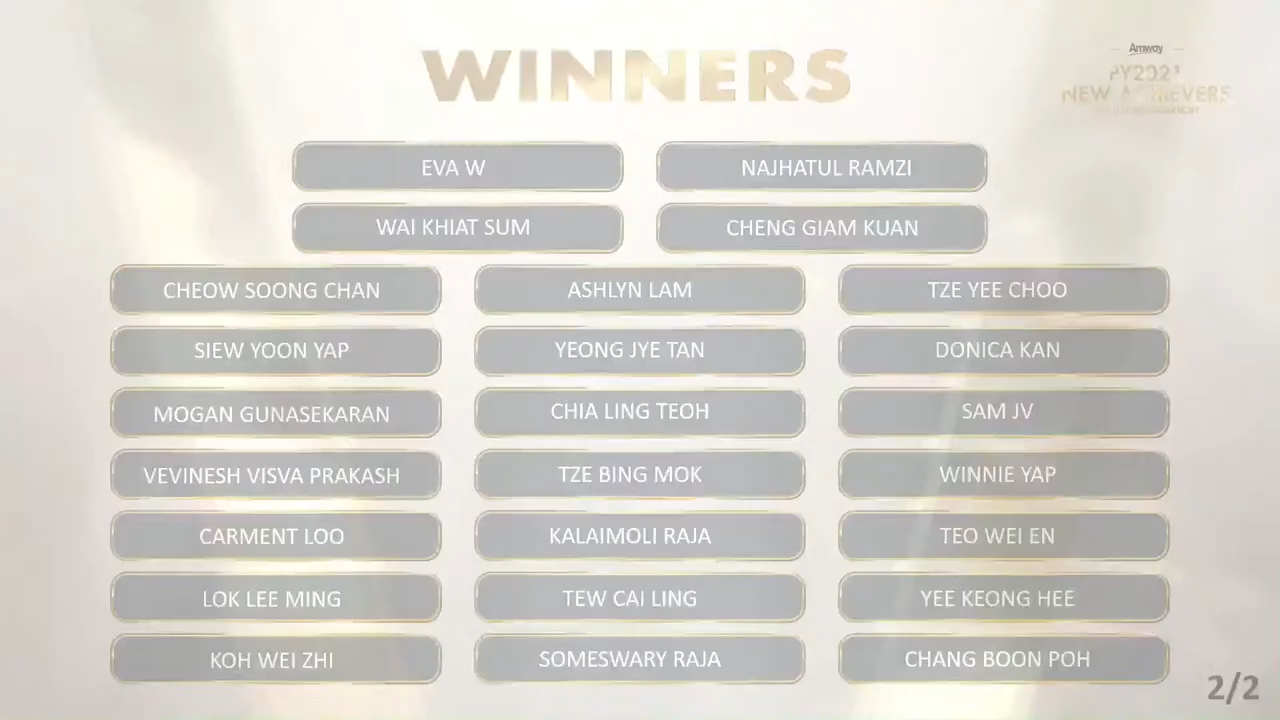 WINNERS
Amway
PY2021
NEW ACHIEVERS
EVA W
NAJHATUL RAMZI
WAI KHIAT SUM
CHENG GIAM KUAN
CHEOW SOONG CHAN
ASHLYN LAM
TZE YEE CHOO
SIEW YOON YAP
YEONG JYE TAN
DONICA KAN
MOGAN GUNASEKARAN
CHIA LING TEOH
SAM JV
VEVINESH VISVA PRAKASH
TZE BING MOK
WINNIE YAP
CARMENT LOO
KALAIMOLI RAJA
TEO WEI EN
LOK LEE MING
TEW CAI LING
YEE KEONG HEE
KOH WEI ZHI
SOMESWARY RAJA
CHANG BOON POH
2/2